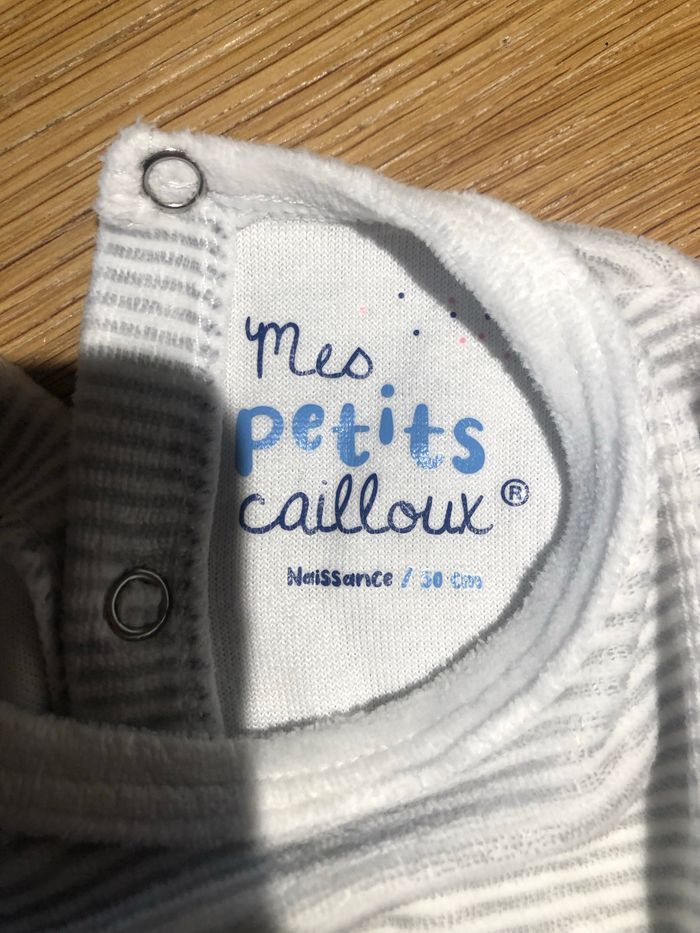 Mes
petits
cailloux®
Naissance / 50 cm